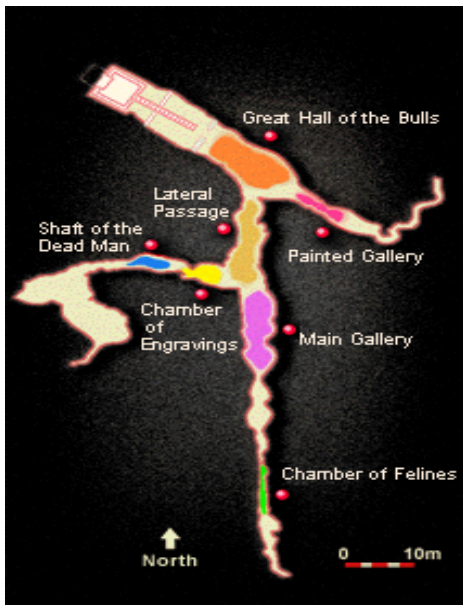 Great Hall of the Bulls
Lateral
Passage
Shaft of the
Dead Man
Painted Gallery
Chamber
of
Engravings
Main Gallery
Chamber of Felines
North
0 10m